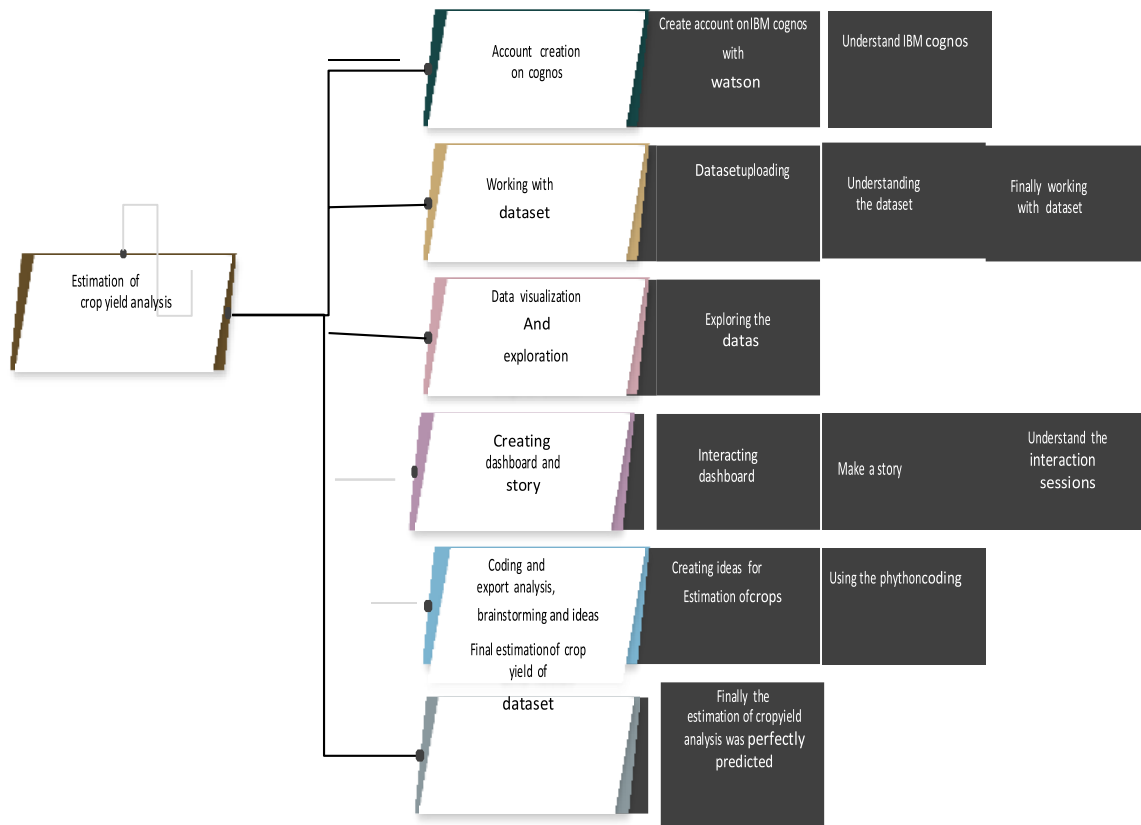 Estimation of
crop yield analysis
Account creation
on cognos
Create account on IBM cognos
with
watson
Understand IBM cognos
Working with
dataset
Datasetuploading
Understanding
the dataset
Finally working
with dataset
Data visualization
And
exploration
Exploring the
datas
Creating
dashboard and
story
Interacting
dashboard
Make a story
Understand the
interaction
sessions
Coding and
export analysis,
brainstorming and ideas
Creating ideas for
Estimation ofcrops
Using the phythoncoding
Final estimation of crop
yield of
dataset
Finally the
estimation of cropyield
analysis was perfectly
predicted